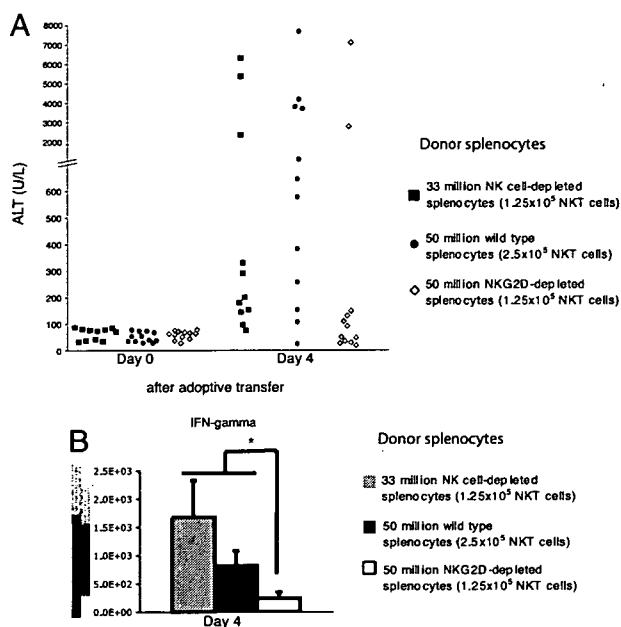 A
8000
7000
6000
5000
4000
3000
2000
1000
600
400
300
200
100
0
ALT (U/L)
Day 0
Day 4
after adoptive transfer
Donor splenocytes
33 million NK cell-depleted
splenocytes (1.25x10⁵ NKT cells)
50 million wild type
splenocytes (2.5x10⁵ NKT cells)
50 million NKG2D-depleted
splenocytes (1.25x10⁵ NKT cells)
B
IFN-gamma
*
2.5E+03
2.0E+03
1.5E+03
1.0E+03
5.0E+02
0.0E+00
Day 4
Donor splenocytes
33 million NK cell-depleted
splenocytes (1.25x10⁵ NKT cells)
50 million wild type
splenocytes (2.5x10⁵ NKT cells)
50 million NKG2D-depleted
splenocytes (1.25x10⁵ NKT cells)